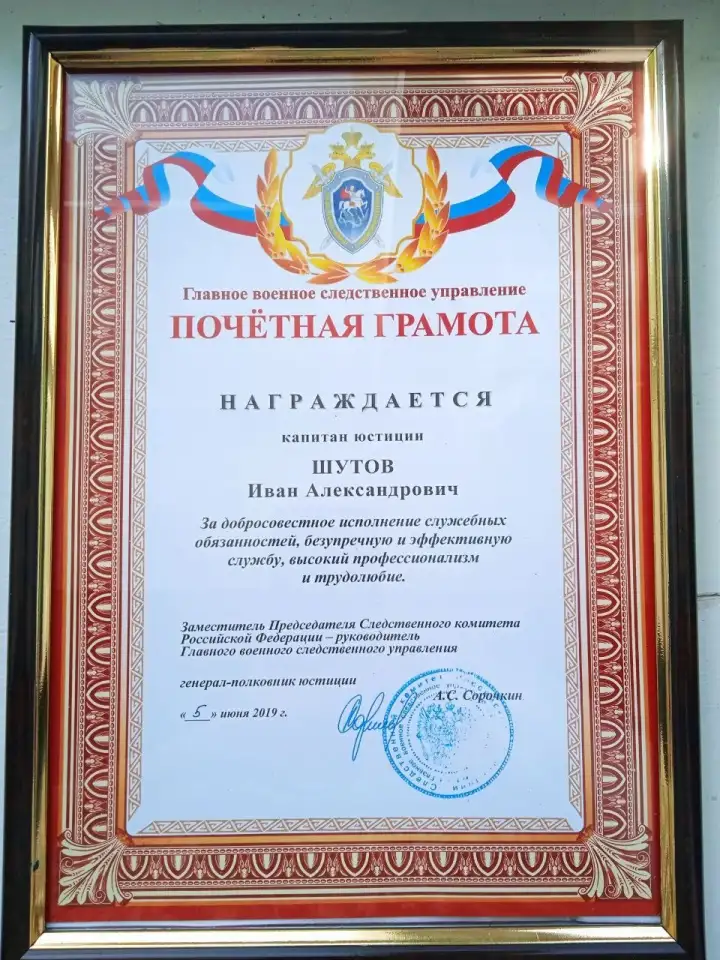 Главное военное следственное управление
ПОЧЁТНАЯ ГРАМОТА
НАГРАЖДАЕТСЯ
капитан юстиции
ШУТОВ
Иван Александрович
За добросовестное исполнение служебных
обязанностей, безупречную и эффективную
службу, высокий профессионализм
и трудолюбие.
Заместитель Председателя Следственного комитета
Российской Федерации – руководитель
Главного военного следственного управления
генерал-полковник юстиции
А.С. Сорочкин
« 5 » июня 2019 г.